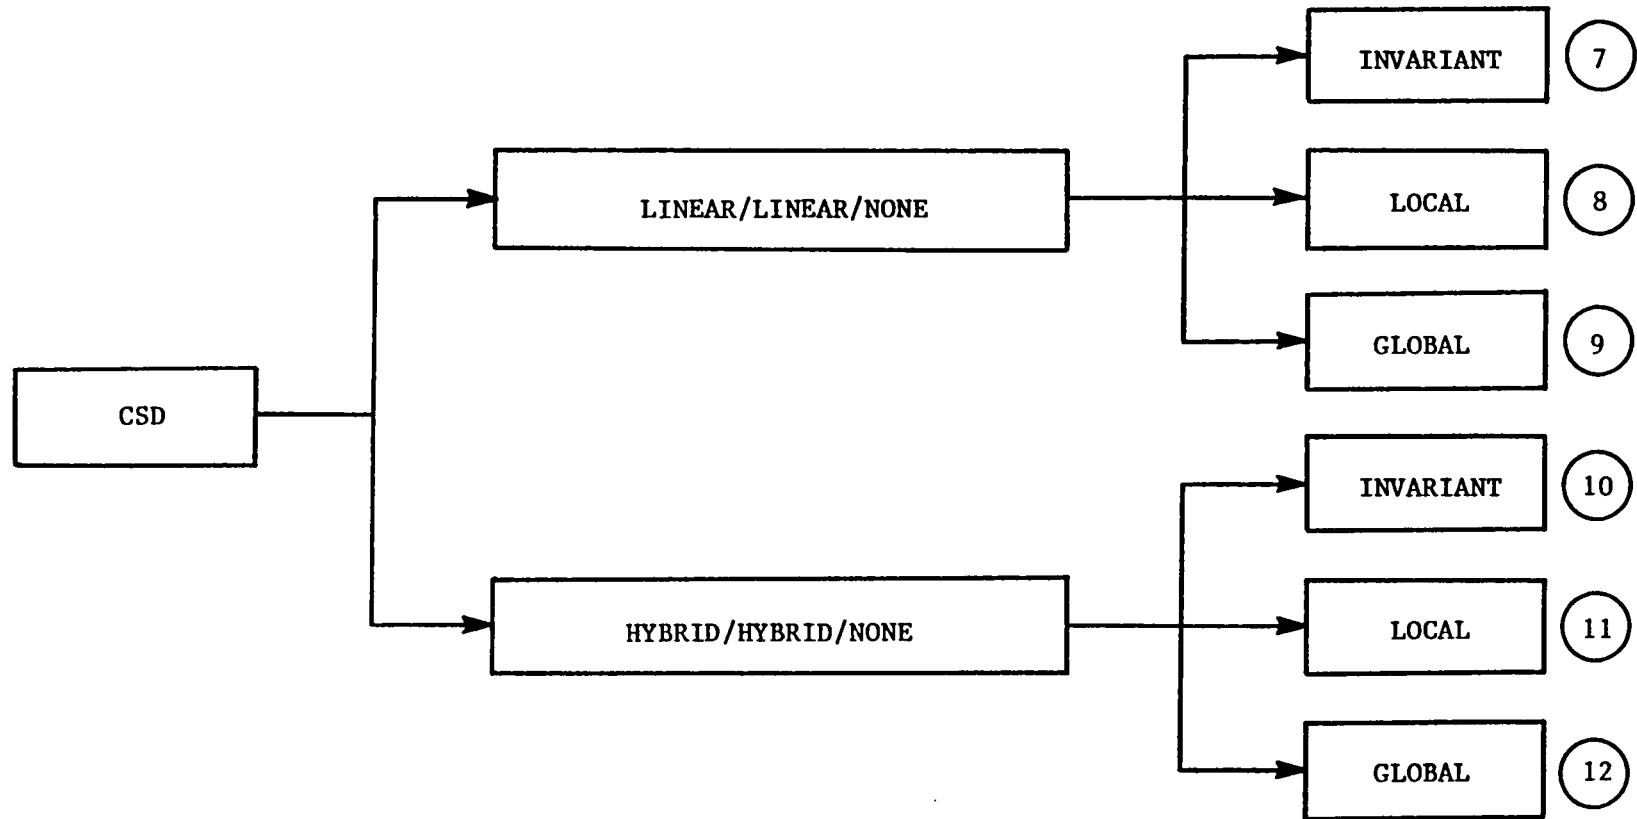 INVARIANT 7
LINEAR/LINEAR/NONE LOCAL 8
GLOBAL 9
CSD
INVARIANT 10
HYBRID/HYBRID/NONE LOCAL 11
GLOBAL 12